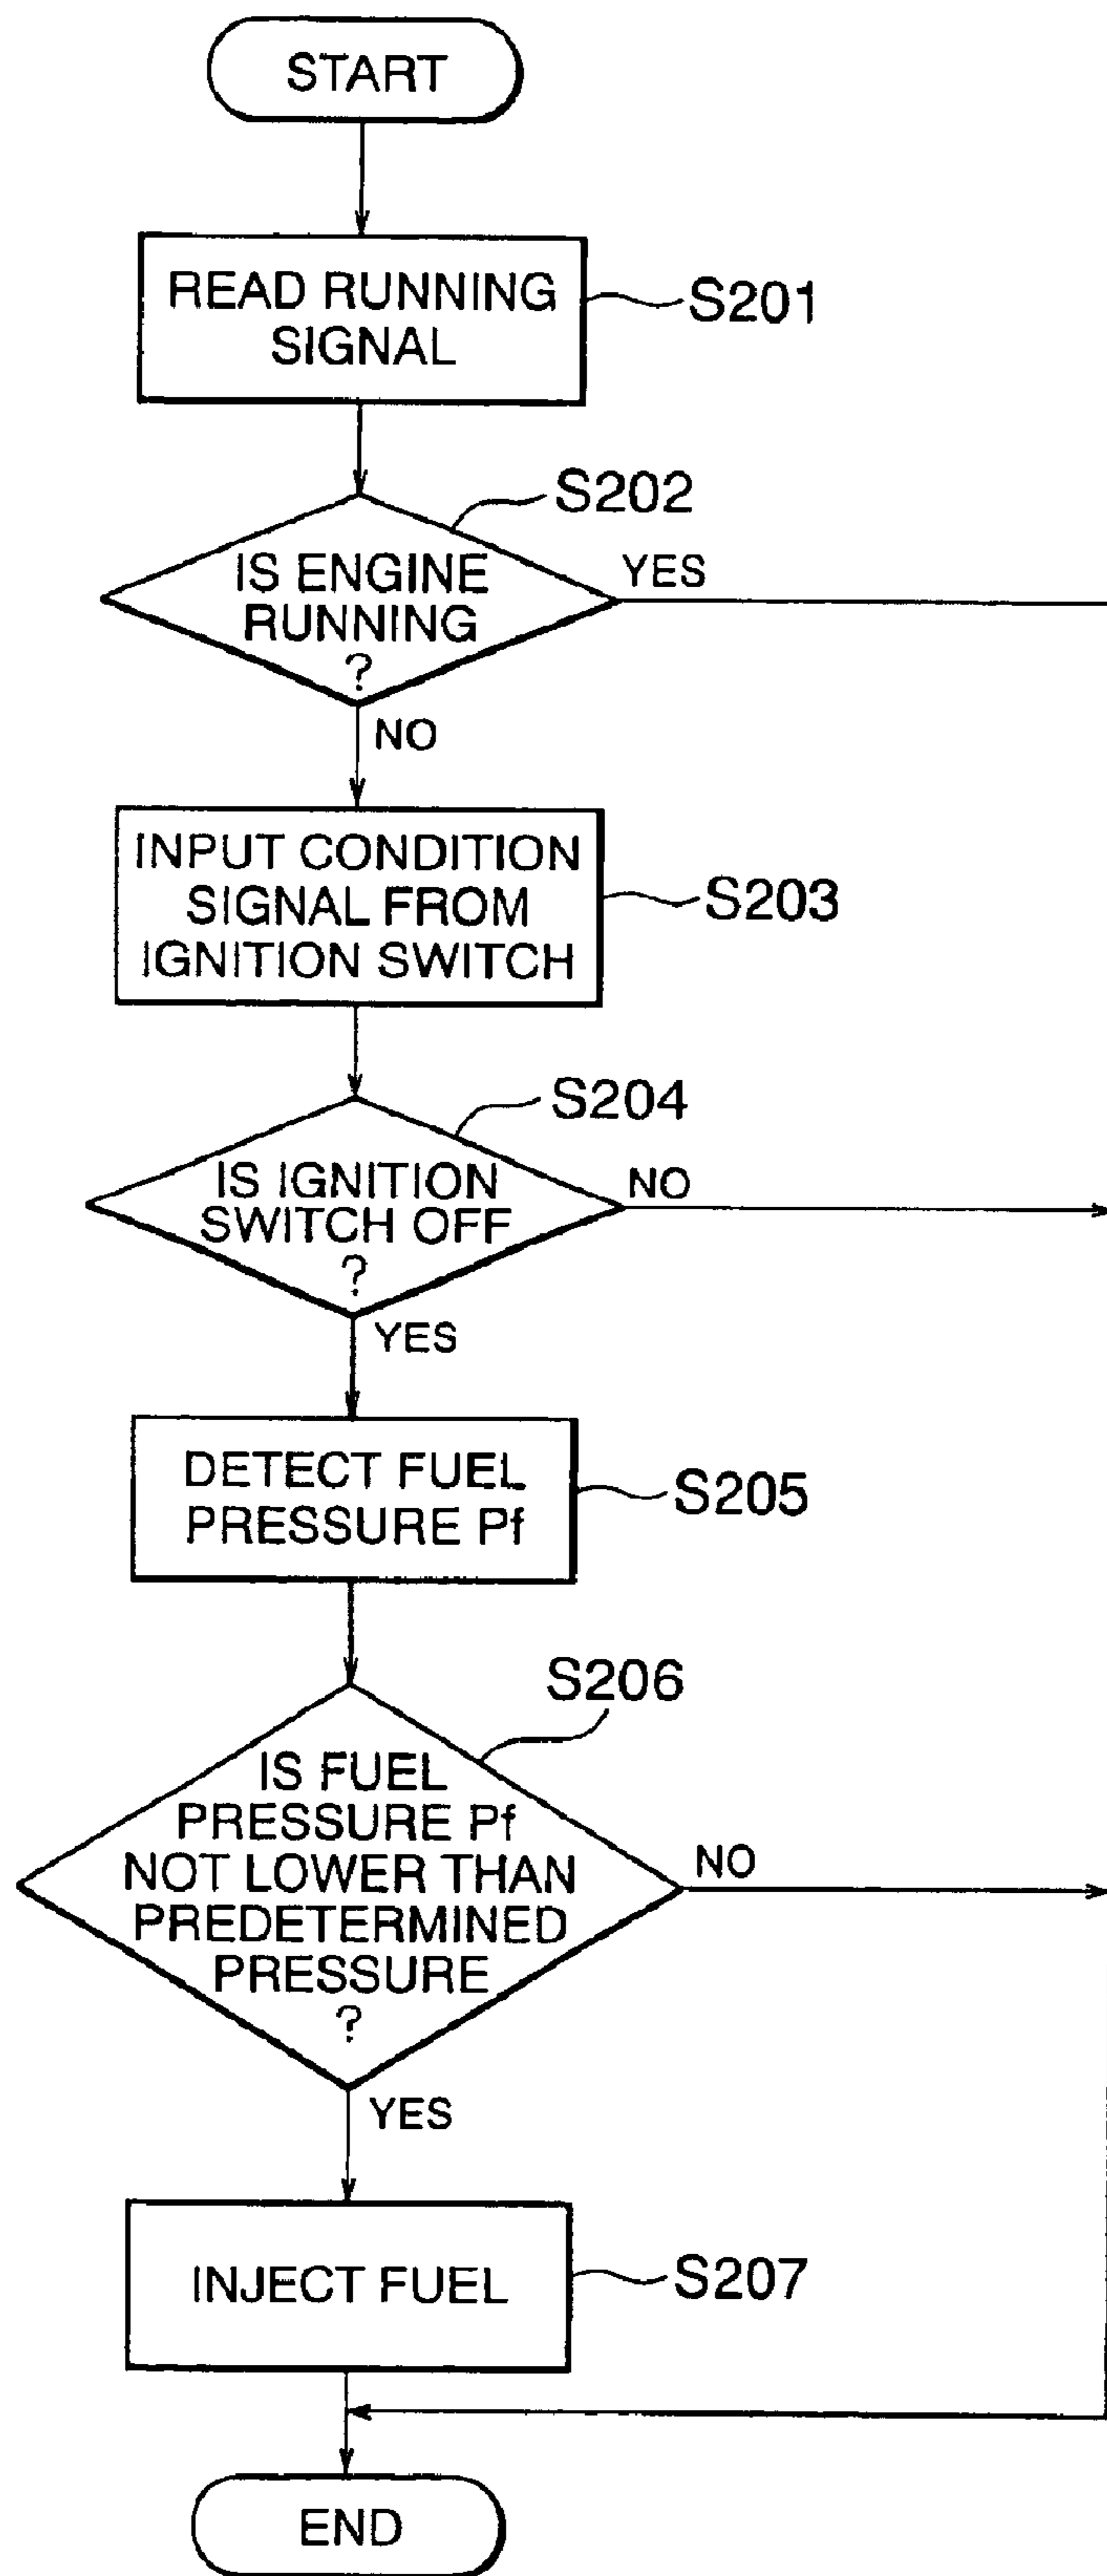 START
READ RUNNING
SIGNAL
S201
S202
IS ENGINE
RUNNING
?
YES
NO
INPUT CONDITION
SIGNAL FROM
IGNITION SWITCH
S203
S204
IS IGNITION
SWITCH OFF
?
NO
YES
DETECT FUEL
PRESSURE Pf
S205
S206
IS FUEL
PRESSURE Pf
NOT LOWER THAN
PREDETERMINED
PRESSURE
?
NO
YES
INJECT FUEL
S207
END